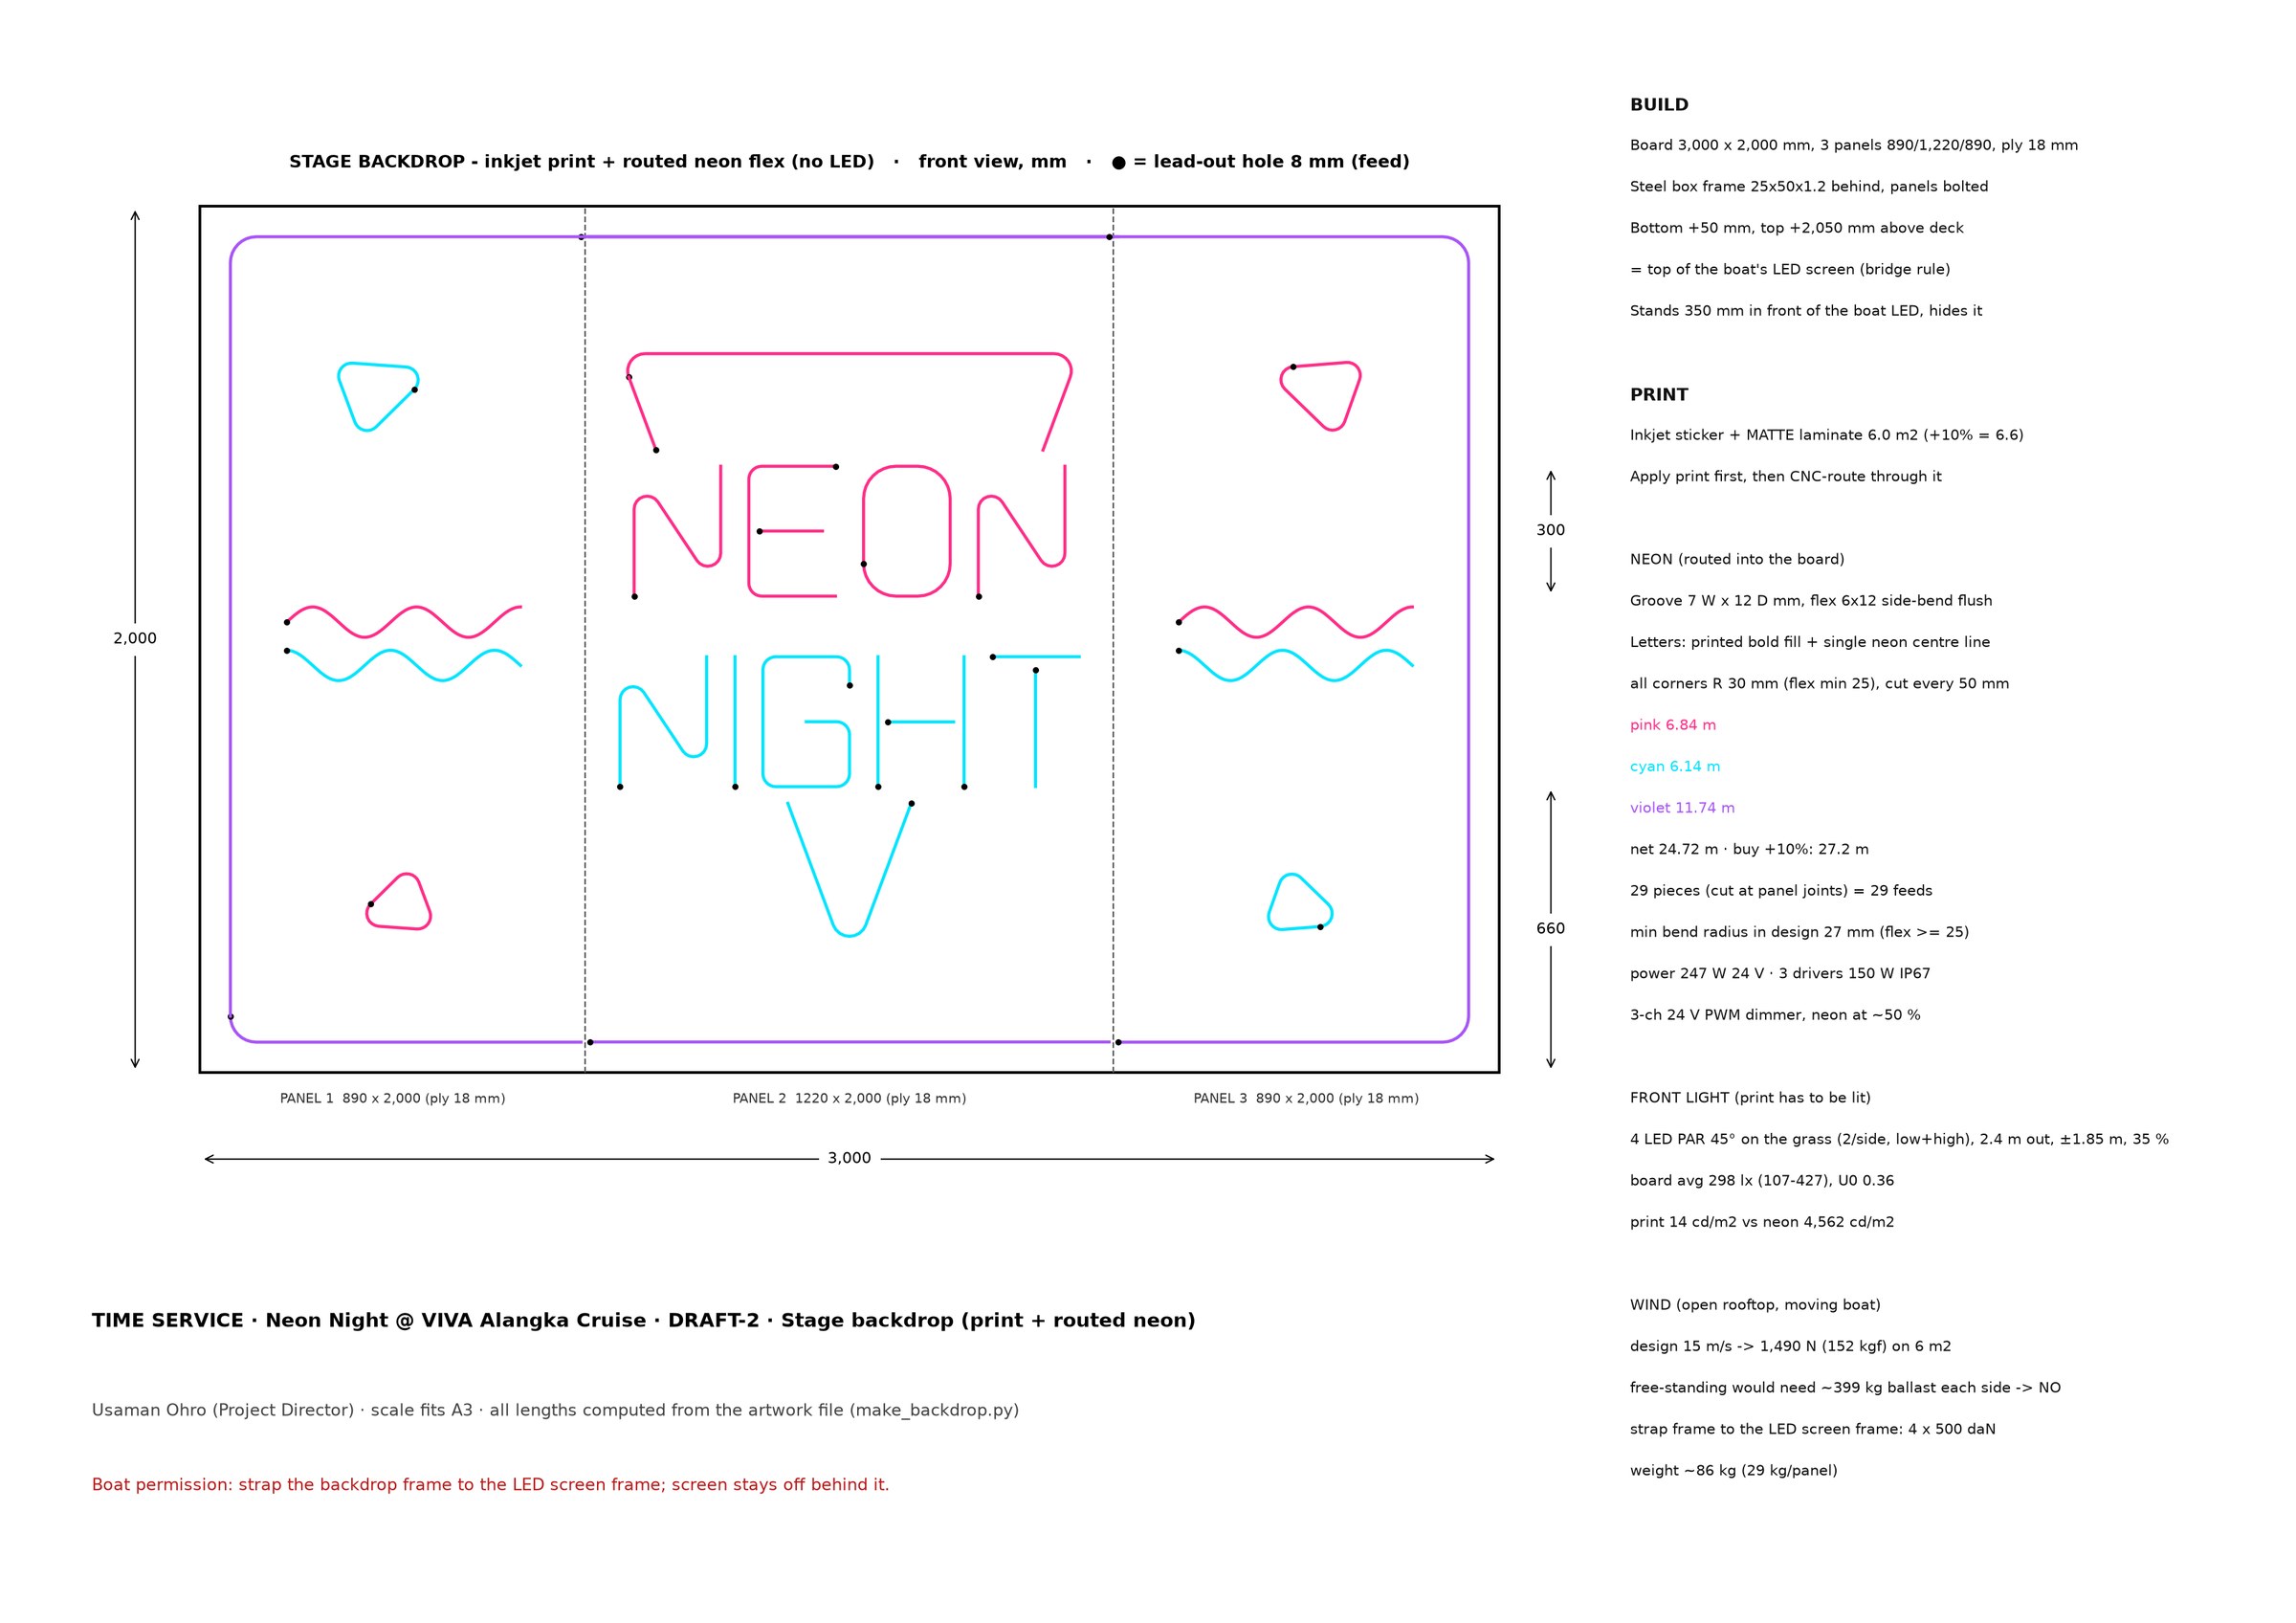 STAGE BACKDROP - inkjet print + routed neon flex (no LED)   ·   front view, mm   ·   ● = lead-out hole 8 mm (feed)
2,000
NEON
NIGHT
300
660
PANEL 1  890 x 2,000 (ply 18 mm)
PANEL 2  1220 x 2,000 (ply 18 mm)
PANEL 3  890 x 2,000 (ply 18 mm)
3,000
BUILD
Board 3,000 x 2,000 mm, 3 panels 890/1,220/890, ply 18 mm
Steel box frame 25x50x1.2 behind, panels bolted
Bottom +50 mm, top +2,050 mm above deck
= top of the boat's LED screen (bridge rule)
Stands 350 mm in front of the boat LED, hides it
PRINT
Inkjet sticker + MATTE laminate 6.0 m2 (+10% = 6.6)
Apply print first, then CNC-route through it
NEON (routed into the board)
Groove 7 W x 12 D mm, flex 6x12 side-bend flush
Letters: printed bold fill + single neon centre line
all corners R 30 mm (flex min 25), cut every 50 mm
pink 6.84 m
cyan 6.14 m
violet 11.74 m
net 24.72 m · buy +10%: 27.2 m
29 pieces (cut at panel joints) = 29 feeds
min bend radius in design 27 mm (flex >= 25)
power 247 W 24 V · 3 drivers 150 W IP67
3-ch 24 V PWM dimmer, neon at ~50 %
FRONT LIGHT (print has to be lit)
4 LED PAR 45° on the grass (2/side, low+high), 2.4 m out, ±1.85 m, 35 %
board avg 298 lx (107-427), U0 0.36
print 14 cd/m2 vs neon 4,562 cd/m2
WIND (open rooftop, moving boat)
design 15 m/s -> 1,490 N (152 kgf) on 6 m2
free-standing would need ~399 kg ballast each side -> NO
strap frame to the LED screen frame: 4 x 500 daN
weight ~86 kg (29 kg/panel)
TIME SERVICE · Neon Night @ VIVA Alangka Cruise · DRAFT-2 · Stage backdrop (print + routed neon)
Usaman Ohro (Project Director) · scale fits A3 · all lengths computed from the artwork file (make_backdrop.py)
Boat permission: strap the backdrop frame to the LED screen frame; screen stays off behind it.